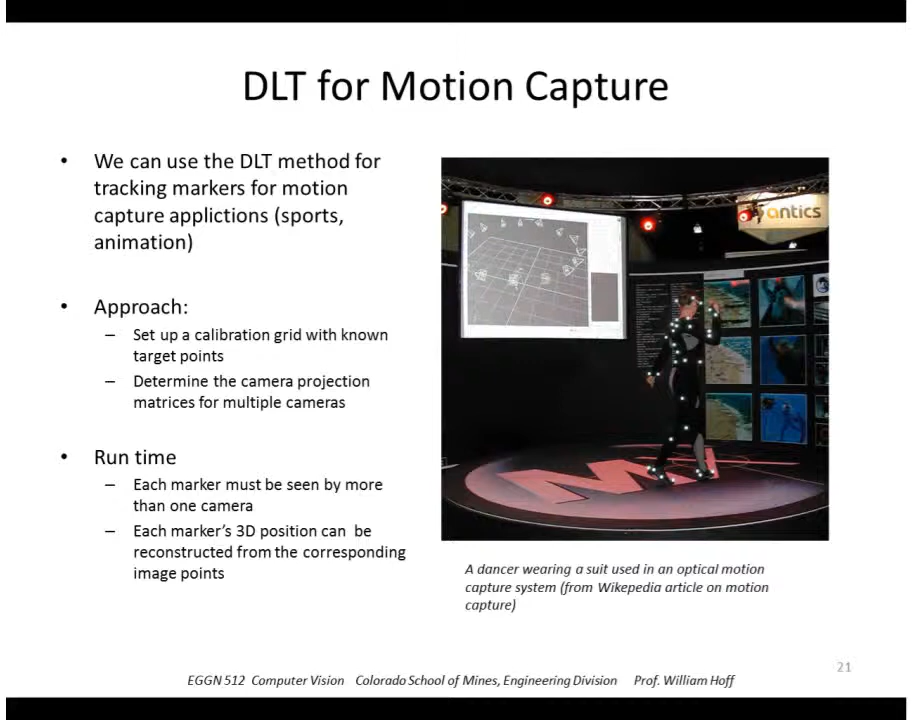 DLT for Motion Capture
• We can use the DLT method for
tracking markers for motion
capture applictions (sports,
animation)
• Approach:
– Set up a calibration grid with known
target points
– Determine the camera projection
matrices for multiple cameras
• Run time
– Each marker must be seen by more
than one camera
– Each marker's 3D position can be
reconstructed from the corresponding
image points
antics
A dancer wearing a suit used in an optical motion
capture system (from Wikepedia article on motion
capture)
21
EGGN 512 Computer Vision Colorado School of Mines, Engineering Division Prof. William Hoff